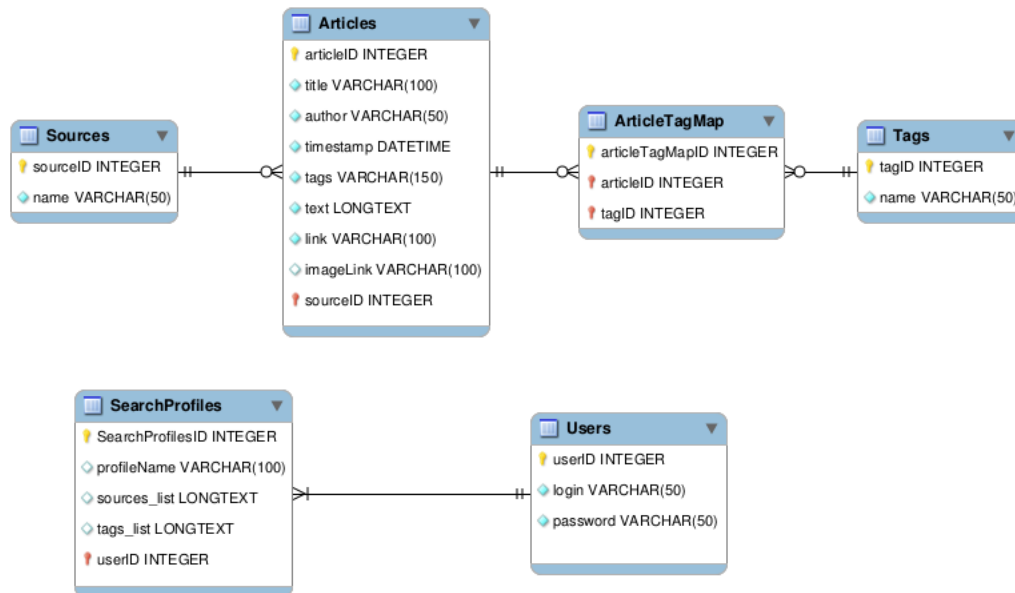 Sources
sourceID INTEGER
name VARCHAR(50)
Articles
articleID INTEGER
title VARCHAR(100)
author VARCHAR(50)
timestamp DATETIME
tags VARCHAR(150)
text LONGTEXT
link VARCHAR(100)
imageLink VARCHAR(100)
sourceID INTEGER
ArticleTagMap
articleTagMapID INTEGER
articleID INTEGER
tagID INTEGER
Tags
tagID INTEGER
name VARCHAR(50)
SearchProfiles
SearchProfilesID INTEGER
profileName VARCHAR(100)
sources_list LONGTEXT
tags_list LONGTEXT
userID INTEGER
Users
userID INTEGER
login VARCHAR(50)
password VARCHAR(50)